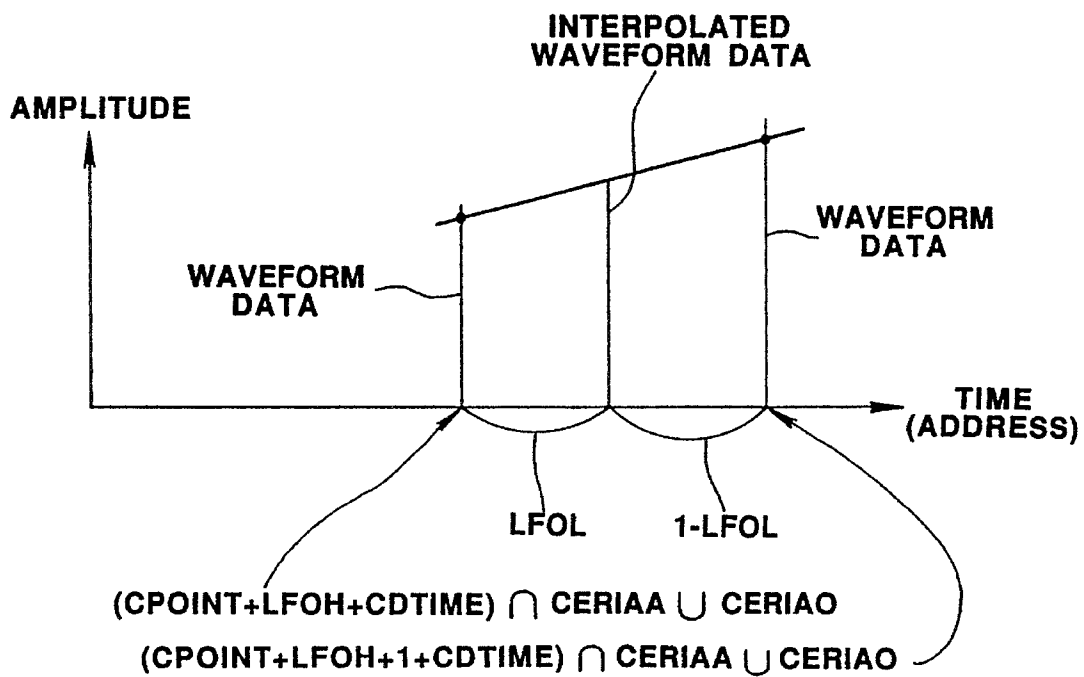 INTERPOLATED
WAVEFORM DATA
AMPLITUDE
WAVEFORM
DATA
WAVEFORM
DATA
TIME
(ADDRESS)
LFOL
1-LFOL
(CPOINT+LFOH+CDTIME) ∩ CERIAA ∪ CERIAO
(CPOINT+LFOH+1+CDTIME) ∩ CERIAA ∪ CERIAO